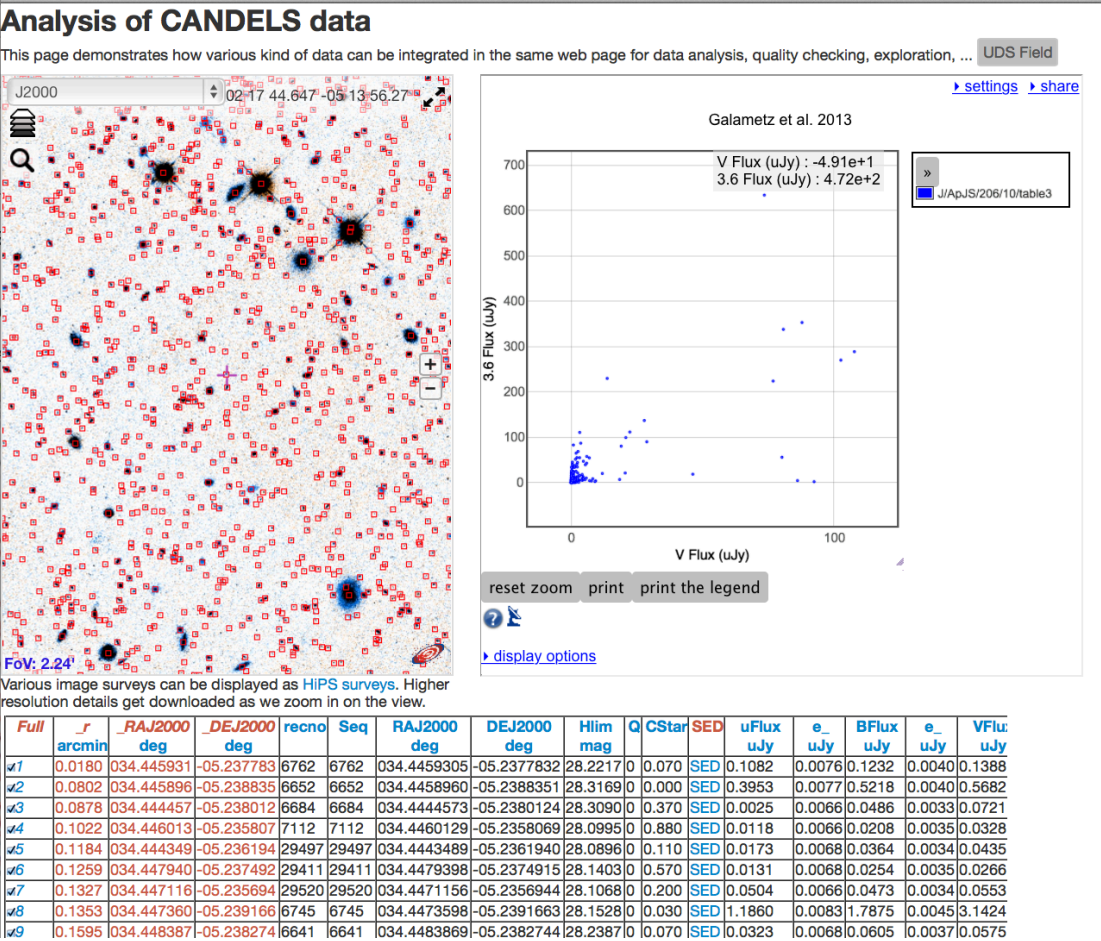 Analysis of CANDELS data
This page demonstrates how various kind of data can be integrated in the same web page for data analysis, quality checking, exploration, ... UDS Field
J2000 02 17 44.647 -05 13 56.27
+
−
FoV: 2.24'
Various image surveys can be displayed as HiPS surveys. Higher
resolution details get downloaded as we zoom in on the view.
settings share
Galametz et al. 2013
V Flux (uJy) : -4.91e+1
3.6 Flux (uJy) : 4.72e+2
»
J/ApJS/206/10/table3
700
600
500
400
300
200
100
0
3.6 Flux (uJy)
0 100
V Flux (uJy)
reset zoom print print the legend
?
display options
Full _r _RAJ2000 _DEJ2000 recno Seq RAJ2000 DEJ2000 Hlim Q CStar SED uFlux e_ BFlux e_ VFlu
arcmin deg deg deg deg mag uJy uJy uJy uJy uJy
1 0.0180 034.445931 -05.237783 6762 6762 034.4459305 -05.2377832 28.2217 0 0.070 SED 0.1082 0.0076 0.1232 0.0040 0.1388
2 0.0802 034.445896 -05.238835 6652 6652 034.4458960 -05.2388351 28.3169 0 0.000 SED 0.3953 0.0077 0.5218 0.0040 0.5682
3 0.0878 034.444457 -05.238012 6684 6684 034.4444573 -05.2380124 28.3090 0 0.370 SED 0.0025 0.0066 0.0486 0.0033 0.0721
4 0.1022 034.446013 -05.235807 7112 7112 034.4460129 -05.2358069 28.0995 0 0.880 SED 0.0118 0.0066 0.0208 0.0035 0.0328
5 0.1184 034.444349 -05.236194 29497 29497 034.4443489 -05.2361940 28.0896 0 0.110 SED 0.0173 0.0068 0.0364 0.0034 0.0435
6 0.1259 034.447940 -05.237492 29411 29411 034.4479398 -05.2374915 28.1403 0 0.570 SED 0.0131 0.0068 0.0254 0.0035 0.0266
7 0.1327 034.447116 -05.235694 29520 29520 034.4471156 -05.2356944 28.1068 0 0.200 SED 0.0504 0.0066 0.0473 0.0034 0.0553
8 0.1353 034.447360 -05.239166 6745 6745 034.4473598 -05.2391663 28.1528 0 0.030 SED 1.1860 0.0083 1.7875 0.0045 3.1424
9 0.1595 034.448387 -05.238274 6641 6641 034.4483869 -05.2382744 28.2387 0 0.070 SED 0.0323 0.0068 0.0605 0.0037 0.0575